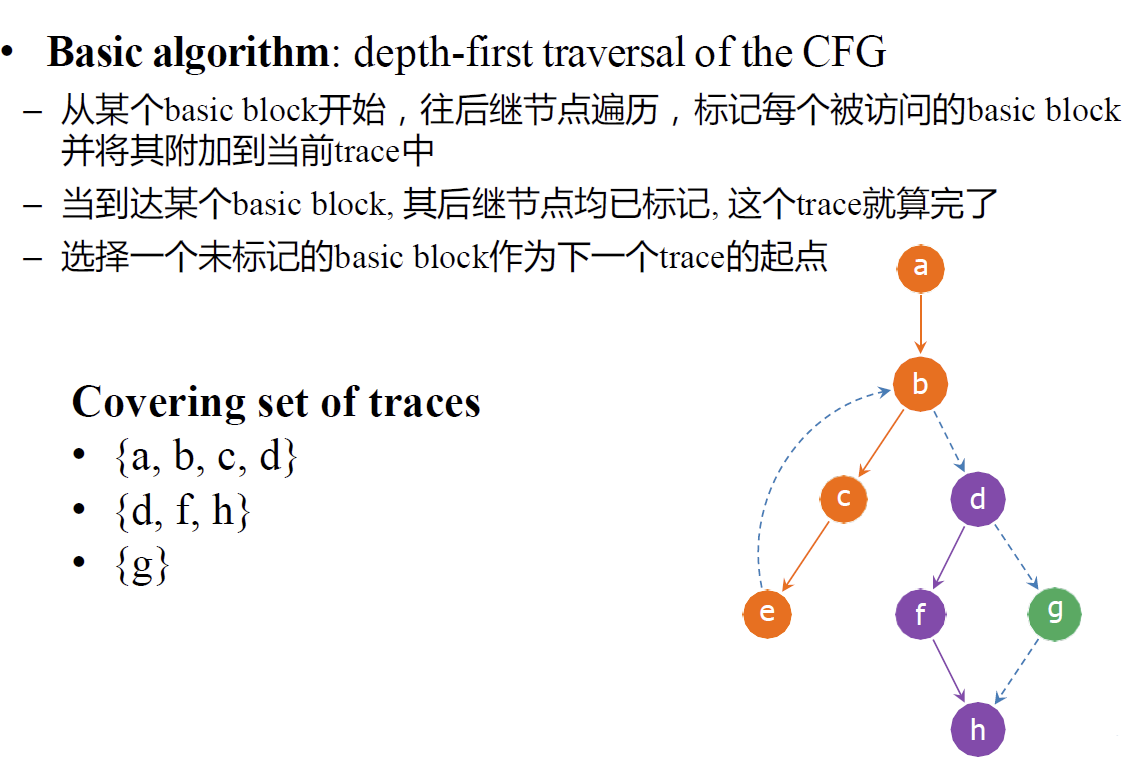 • Basic algorithm: depth-first traversal of the CFG
– 从某个basic block开始，往后继节点遍历，标记每个被访问的basic block
并将其附加到当前trace中
– 当到达某个basic block, 其后继节点均已标记, 这个trace就算完了
– 选择一个未标记的basic block作为下一个trace的起点
a
b
Covering set of traces
• {a, b, c, d}
c
d
• {d, f, h}
• {g}
e
f
g
h